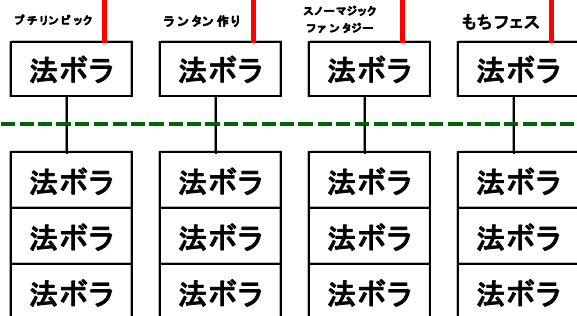 プチリンピック
ランタン作り
スノーマジック
ファンタジー
もちフェス
法ボラ 法ボラ 法ボラ 法ボラ
法ボラ 法ボラ 法ボラ 法ボラ
法ボラ 法ボラ 法ボラ 法ボラ
法ボラ 法ボラ 法ボラ 法ボラ